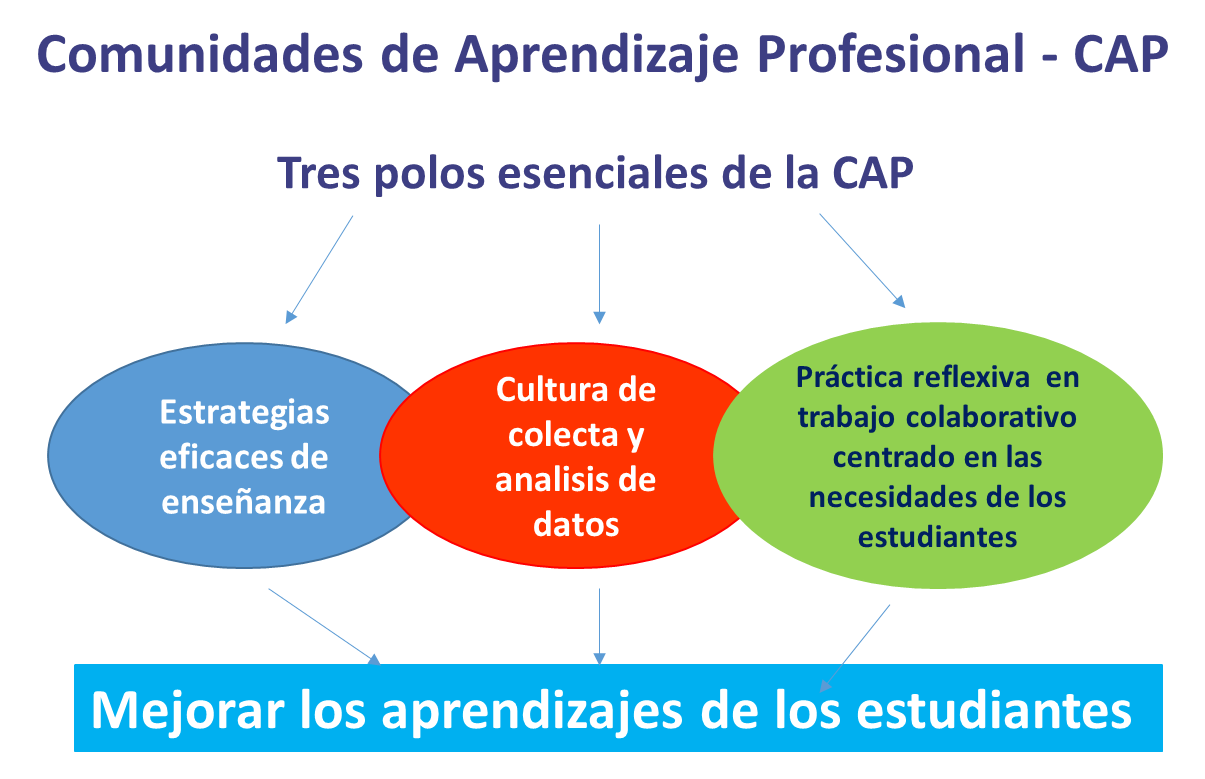 Comunidades de Aprendizaje Profesional - CAP
Tres polos esenciales de la CAP
Estrategias
eficaces de
enseñanza
Cultura de
colecta y
analisis de
datos
Práctica reflexiva en
trabajo colaborativo
centrado en las
necesidades de los
estudiantes
Mejorar los aprendizajes de los estudiantes